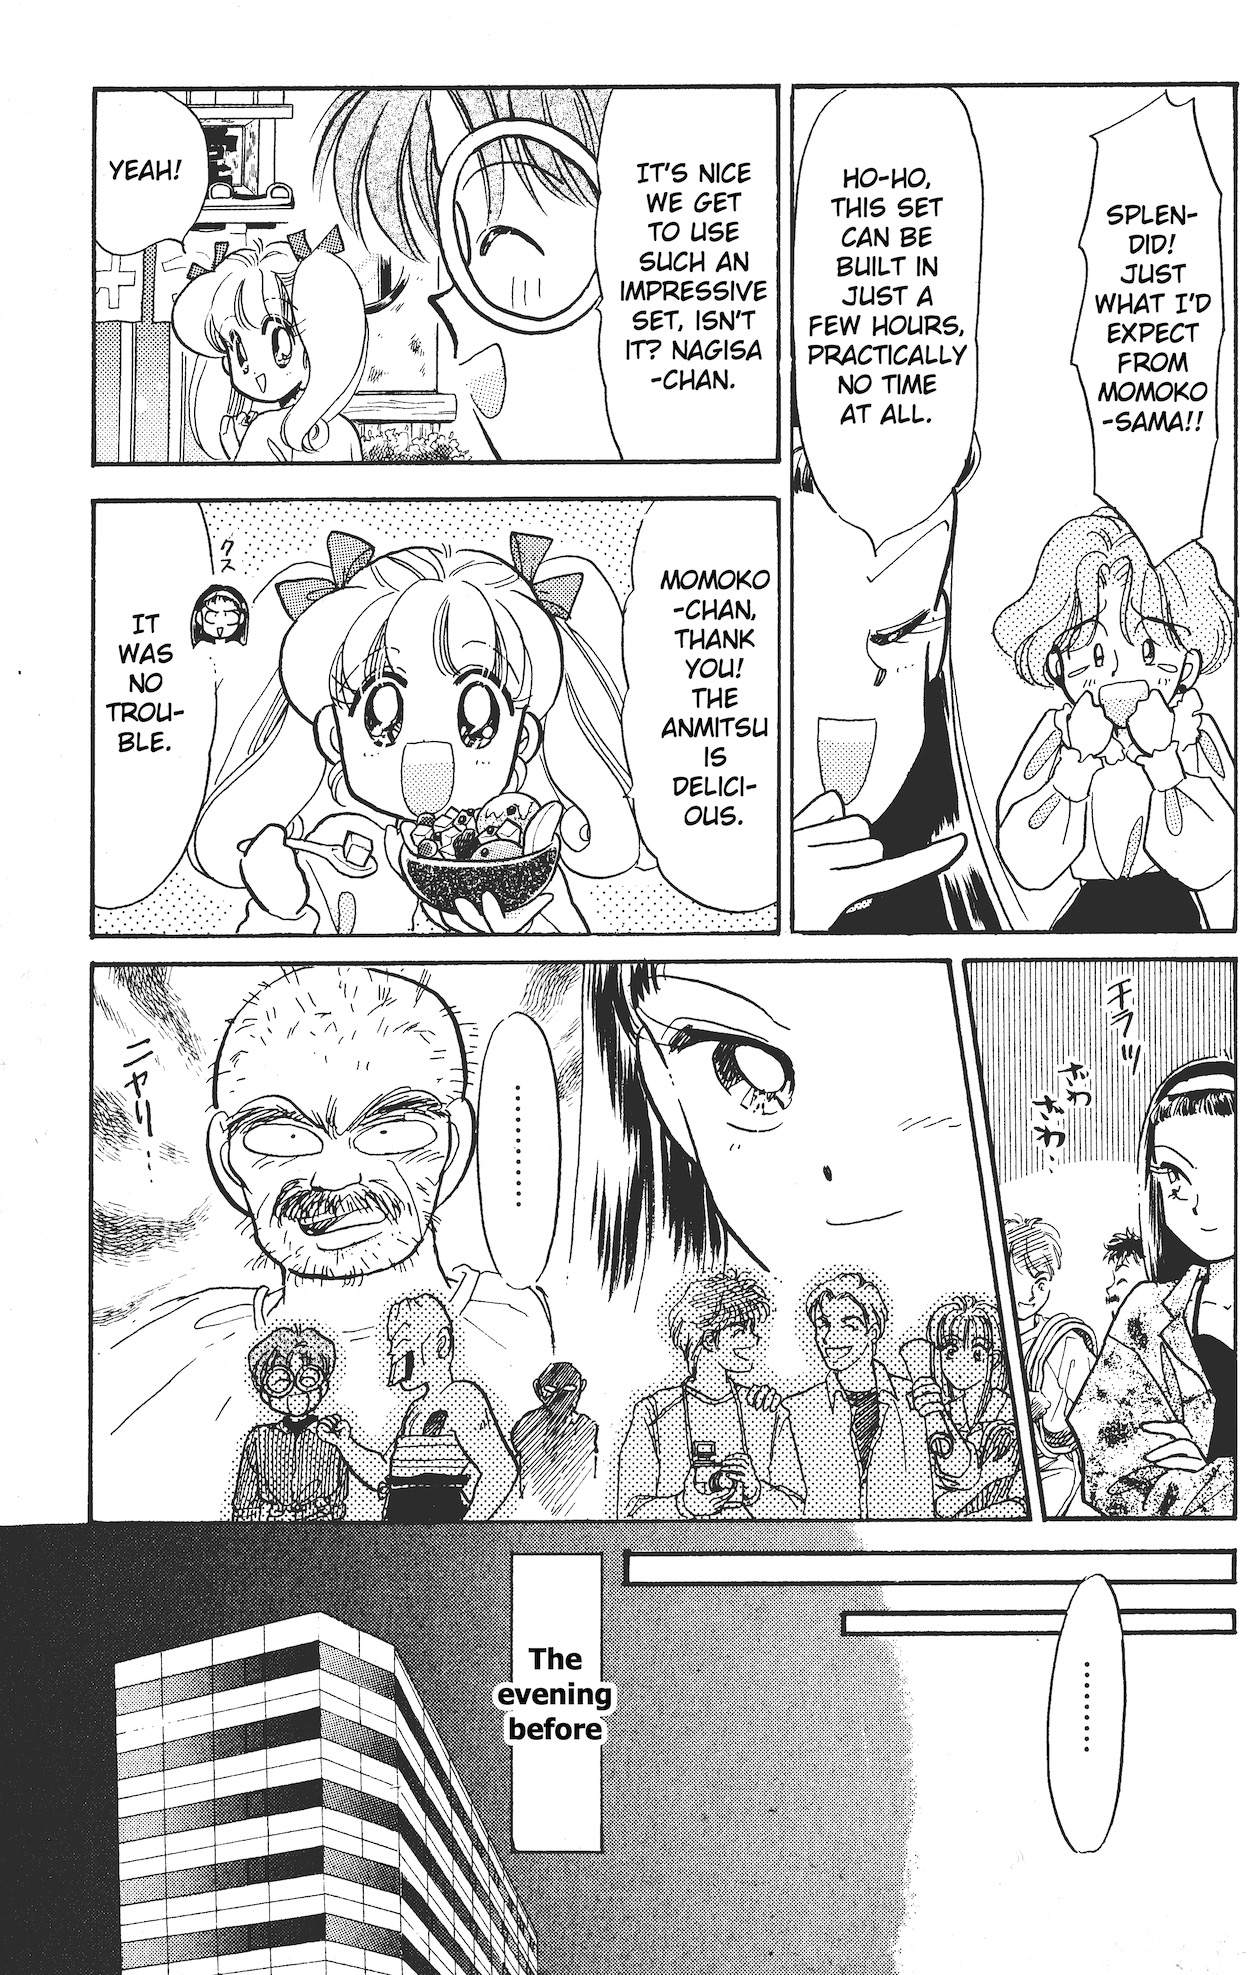 SPLEN-
DID!
JUST
WHAT I'D
EXPECT
FROM
MOMOKO
-SAMA!!
HO-HO,
THIS SET
CAN BE
BUILT IN
JUST A
FEW HOURS,
PRACTICALLY
NO TIME
AT ALL.
IT'S NICE
WE GET
TO USE
SUCH AN
IMPRESSIVE
SET, ISN'T
IT? NAGISA
-CHAN.
YEAH!
MOMOKO
-CHAN,
THANK
YOU!
THE
ANMITSU
IS
DELICI-
OUS.
クス
IT
WAS
NO
TROU-
BLE.
チラッ
ざわ
ざわ…
…………
ニヤリ…
…………
The
evening
before